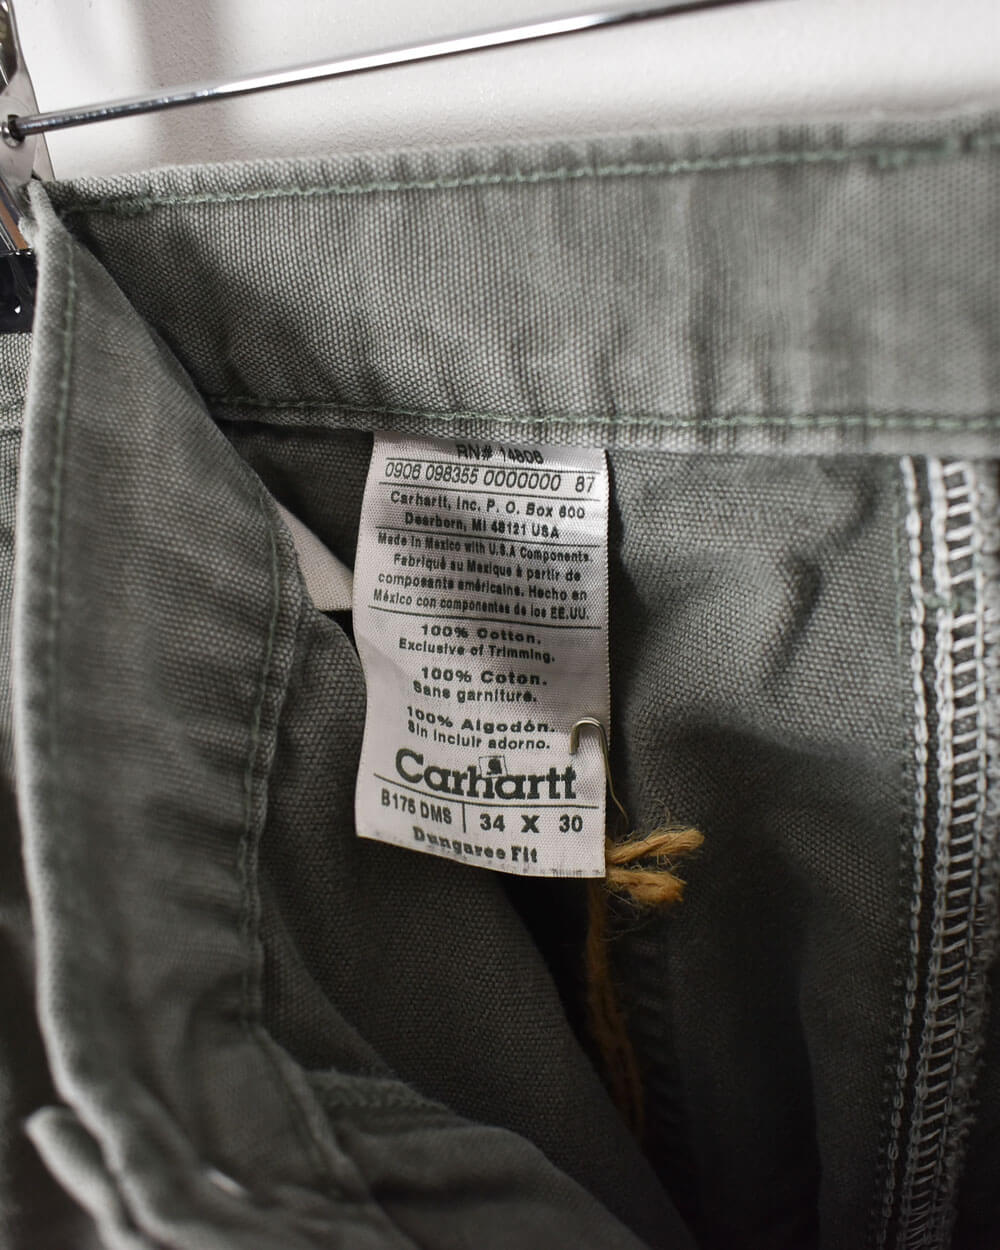 RN# 14806
0906 098355 0000000 87
Carhartt, Inc. P. O. Box 600
Dearborn, MI 48121 USA
Made in Mexico with U.S.A Components.
Fabriqué au Mexique à partir de
composants américains. Hecho en
México con componentes de los EE.UU.
100% Cotton.
Exclusive of Trimming.
100% Coton.
Sans garniture.
100% Algodón.
Sin incluir adorno.
Carhartt
B176 DMS 34 X 30
Dungaree Fit